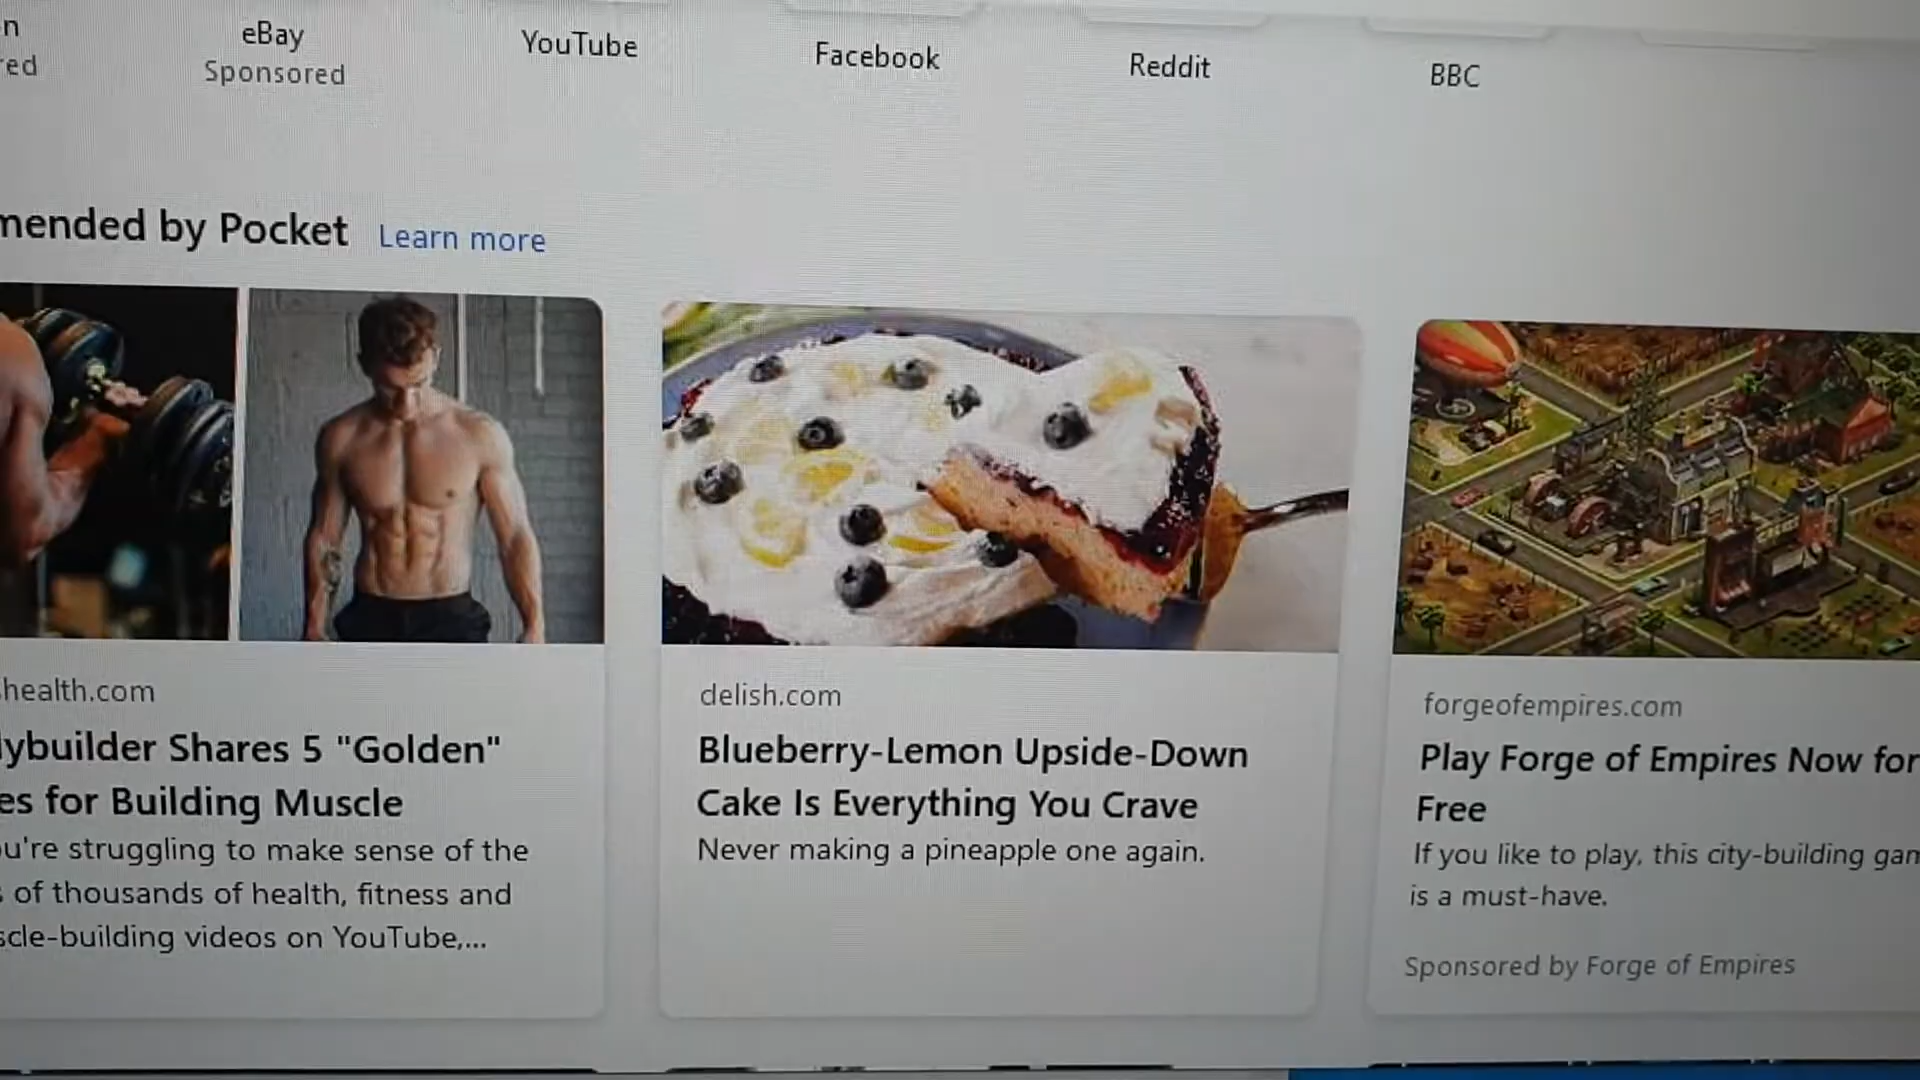 n
red
eBay
Sponsored
YouTube
Facebook
Reddit
BBC
mended by Pocket
Learn more
health.com
lybuilder Shares 5 "Golden"
es for Building Muscle
ou're struggling to make sense of the
of thousands of health, fitness and
scle-building videos on YouTube,...
delish.com
Blueberry-Lemon Upside-Down
Cake Is Everything You Crave
Never making a pineapple one again.
forgeofempires.com
Play Forge of Empires Now for
Free
If you like to play, this city-building gam
is a must-have.
Sponsored by Forge of Empires